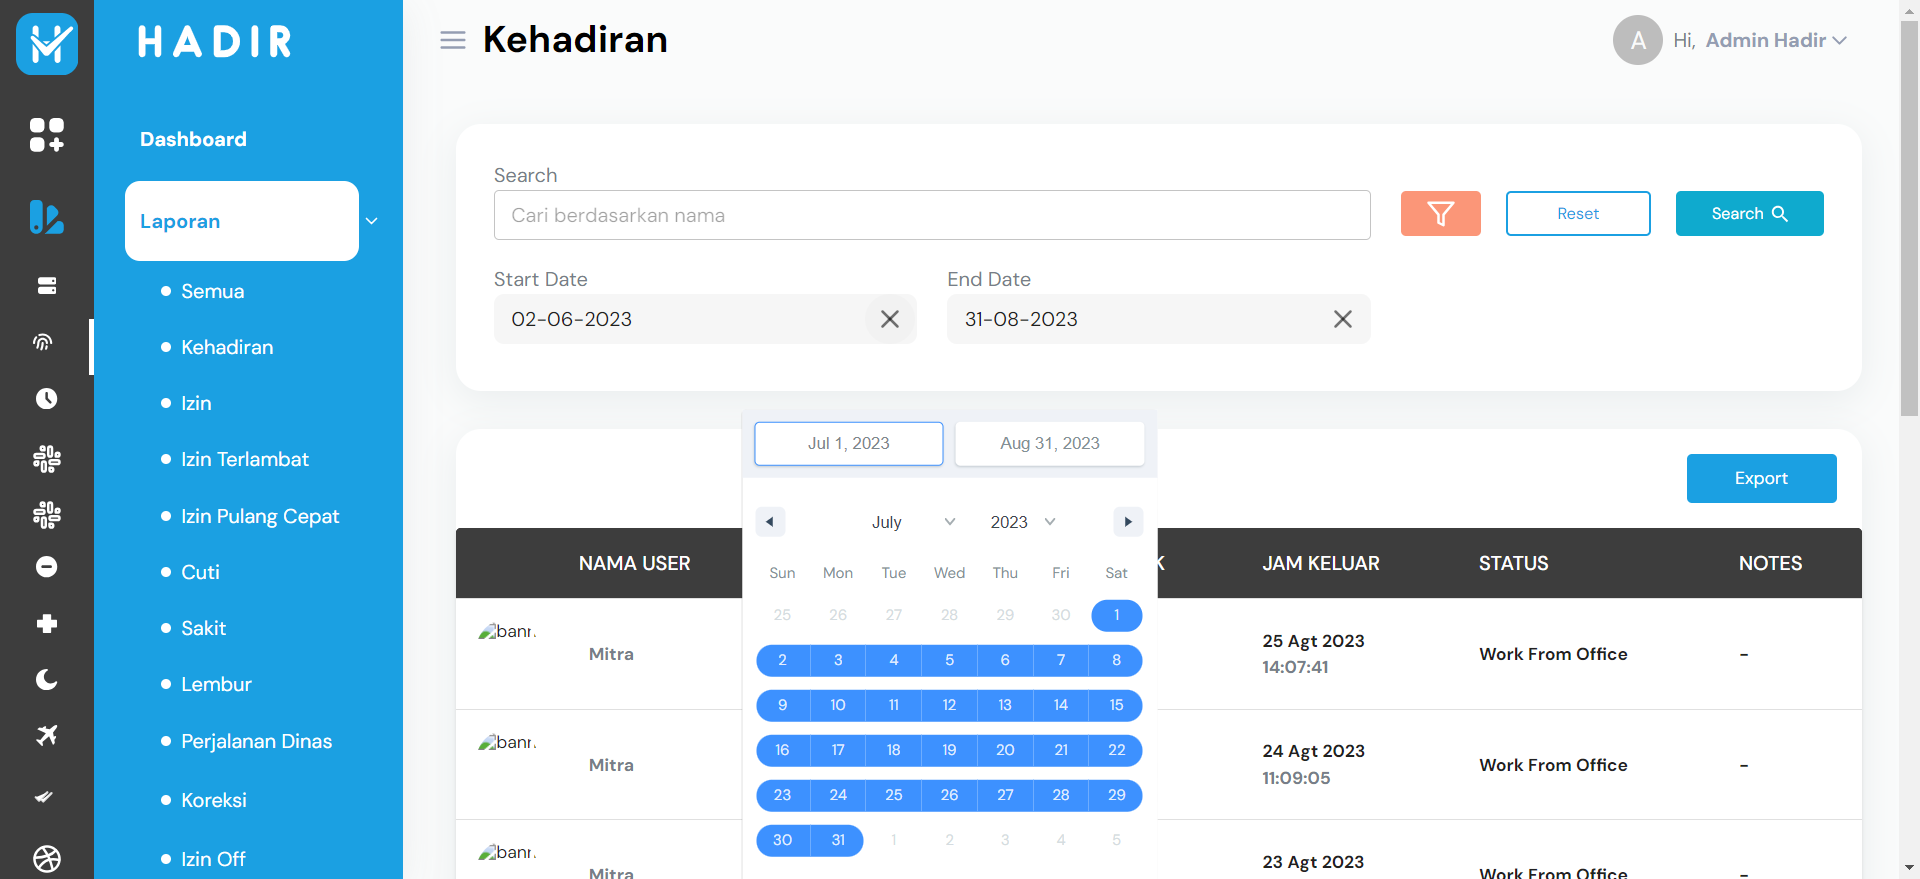 HADIR
Kehadiran
A
Hi, Admin Hadir
Dashboard
Laporan
Semua
Kehadiran
Izin
Izin Terlambat
Izin Pulang Cepat
Cuti
Sakit
Lembur
Perjalanan Dinas
Koreksi
Izin Off
Search
Cari berdasarkan nama
Reset
Search
Start Date
End Date
02-06-2023
31-08-2023
Jul 1, 2023
Aug 31, 2023
Export
July
2023
Sun Mon Tue Wed Thu Fri Sat
25 26 27 28 29 30 1
2 3 4 5 6 7 8
9 10 11 12 13 14 15
16 17 18 19 20 21 22
23 24 25 26 27 28 29
30 31 1 2 3 4 5
NAMA USER
K
JAM KELUAR
STATUS
NOTES
bann
Mitra
25 Agt 2023
14:07:41
Work From Office
-
bann
Mitra
24 Agt 2023
11:09:05
Work From Office
-
bann
Mitra
23 Agt 2023
Work From Office
-